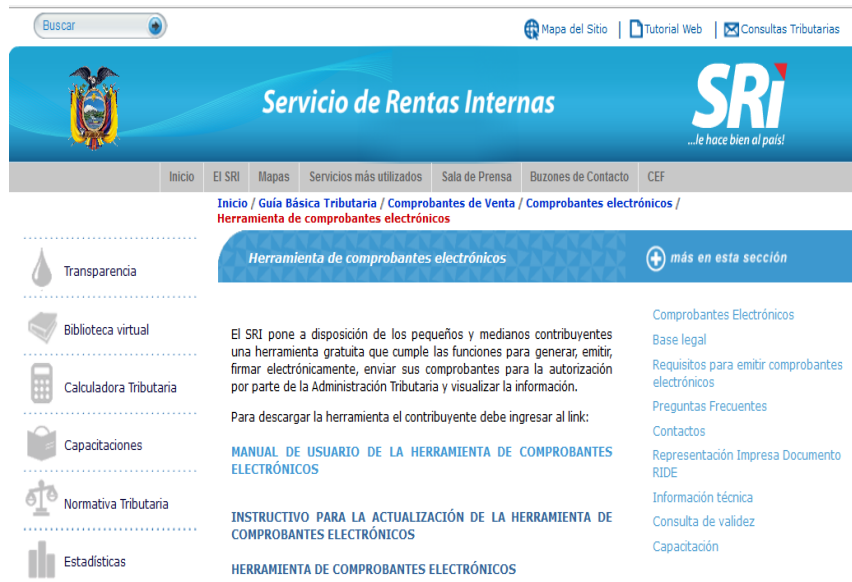 Buscar
Mapa del Sitio | Tutorial Web | Consultas Tributarias
Servicio de Rentas Internas
SRi
...le hace bien al país!
Inicio El SRI Mapas Servicios más utilizados Sala de Prensa Buzones de Contacto CEF
Inicio / Guía Básica Tributaria / Comprobantes de Venta / Comprobantes electrónicos /
Herramienta de comprobantes electrónicos
Transparencia
Biblioteca virtual
Calculadora Tributaria
Capacitaciones
Normativa Tributaria
Estadísticas
Herramienta de comprobantes electrónicos
El SRI pone a disposición de los pequeños y medianos contribuyentes
una herramienta gratuita que cumple las funciones para generar, emitir,
firmar electrónicamente, enviar sus comprobantes para la autorización
por parte de la Administración Tributaria y visualizar la información.
Para descargar la herramienta el contribuyente debe ingresar al link:
MANUAL DE USUARIO DE LA HERRAMIENTA DE COMPROBANTES
ELECTRÓNICOS
INSTRUCTIVO PARA LA ACTUALIZACIÓN DE LA HERRAMIENTA DE
COMPROBANTES ELECTRÓNICOS
HERRAMIENTA DE COMPROBANTES ELECTRÓNICOS
más en esta sección
Comprobantes Electrónicos
Base legal
Requisitos para emitir comprobantes
electrónicos
Preguntas Frecuentes
Contactos
Representación Impresa Documento
RIDE
Información técnica
Consulta de validez
Capacitación